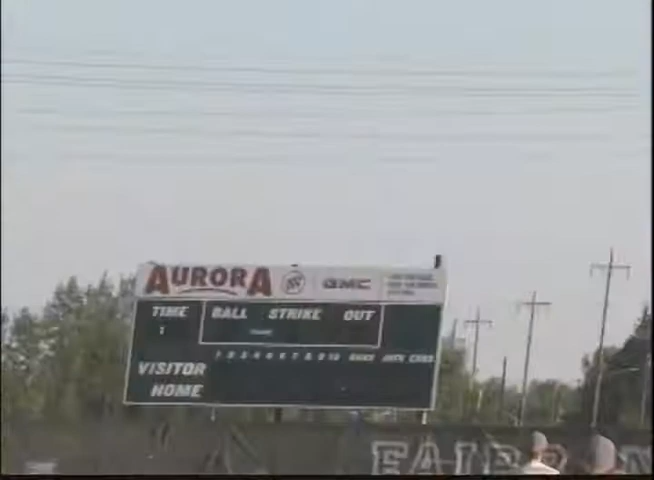 AURORA GMC
TIME BALL STRIKE OUT
1 2 3 4 5 6 7 8 9 10 RUNS HITS ERRS
VISITOR
HOME